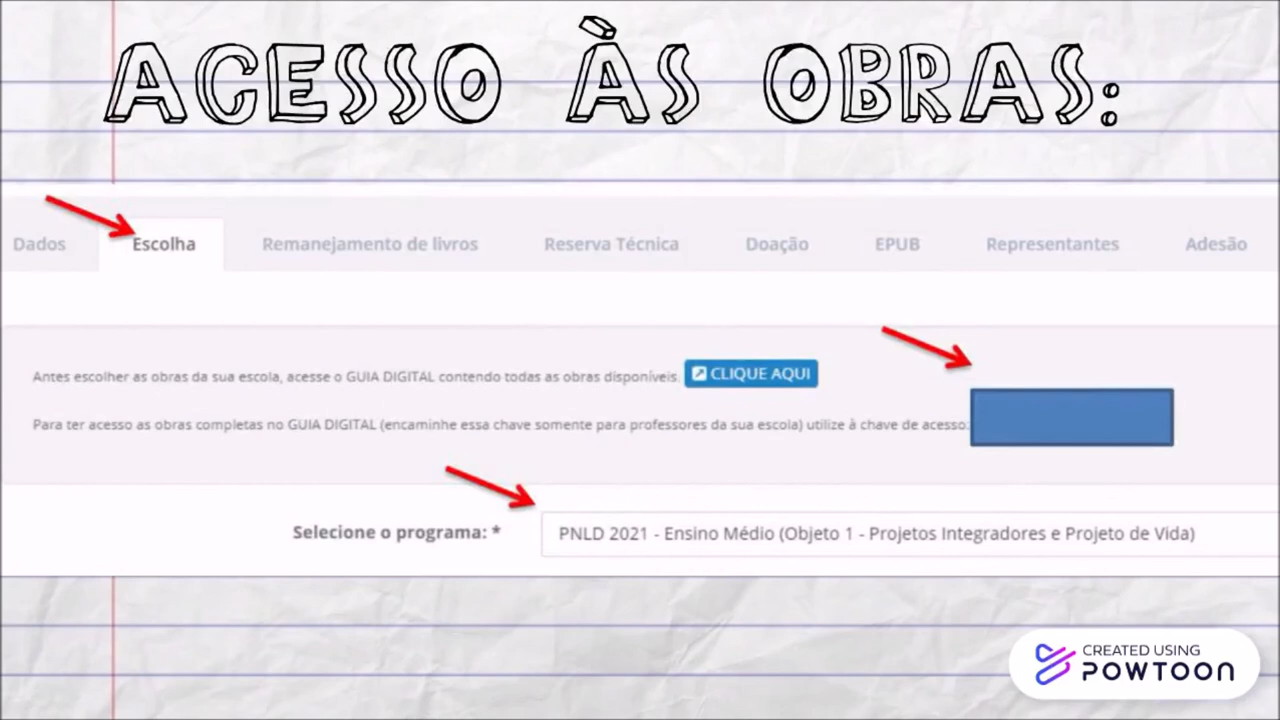 ACESSO ÀS OBRAS:
Dados Escolha Remanejamento de livros Reserva Técnica Doação EPUB Representantes Adesão
Antes escolher as obras da sua escola, acesse o GUIA DIGITAL contendo todas as obras disponíveis. CLIQUE AQUI
Para ter acesso as obras completas no GUIA DIGITAL (encaminhe essa chave somente para professores da sua escola) utilize à chave de acesso:
Selecione o programa: * PNLD 2021 - Ensino Médio (Objeto 1 - Projetos Integradores e Projeto de Vida)
CREATED USING
POWTOON